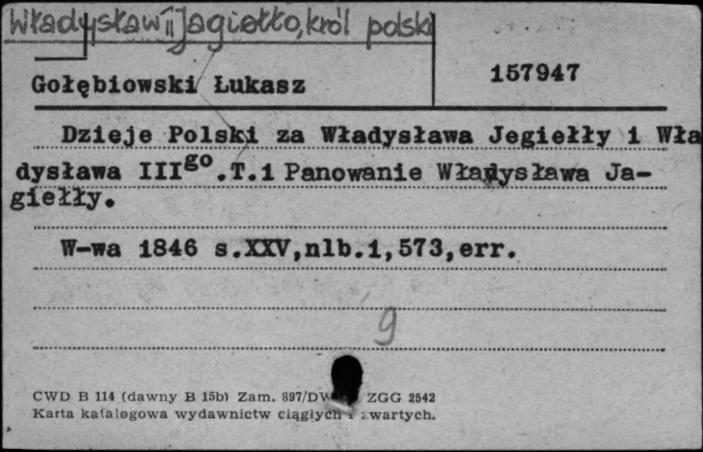 Władysław II Jagiełło, król polski
Gołębiowski Łukasz
157947
Dzieje Polski za Władysława Jegiełły i Wła
dysława IIIgo.T.1 Panowanie Władysława Ja-
giełły.
W-wa 1846 s.XXV,nlb.1,573,err.
9
CWD B 114 (dawny B 15b) Zam. 897/DW ZGG 2542
Karta katalogowa wydawnictw ciągłych i zwartych.